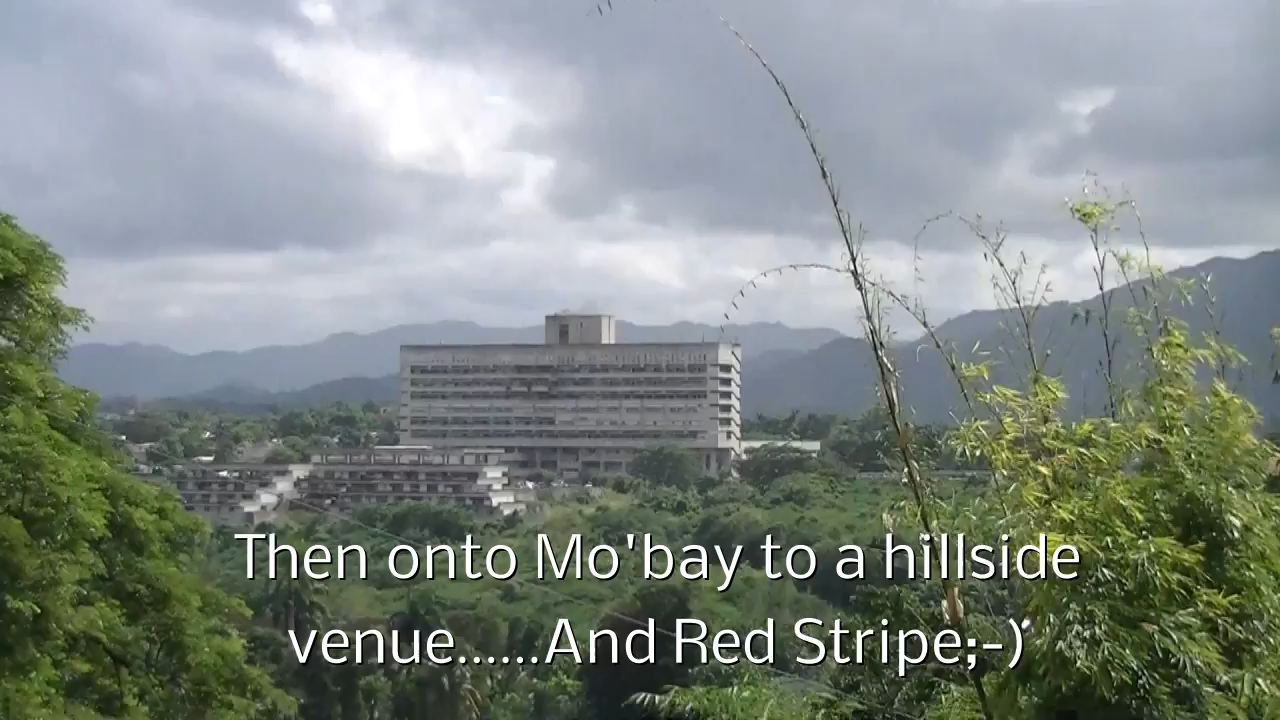 Then onto Mo'bay to a hillside
venue......And Red Stripe;-)